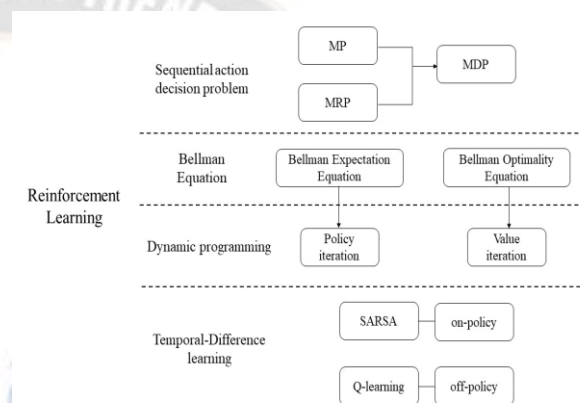 Reinforcement
Learning
Sequential action
decision problem
MP
MRP
MDP
Bellman
Equation
Bellman Expectation
Equation
Bellman Optimality
Equation
Dynamic programming
Policy
iteration
Value
iteration
Temporal-Difference
learning
SARSA
on-policy
Q-learning
off-policy